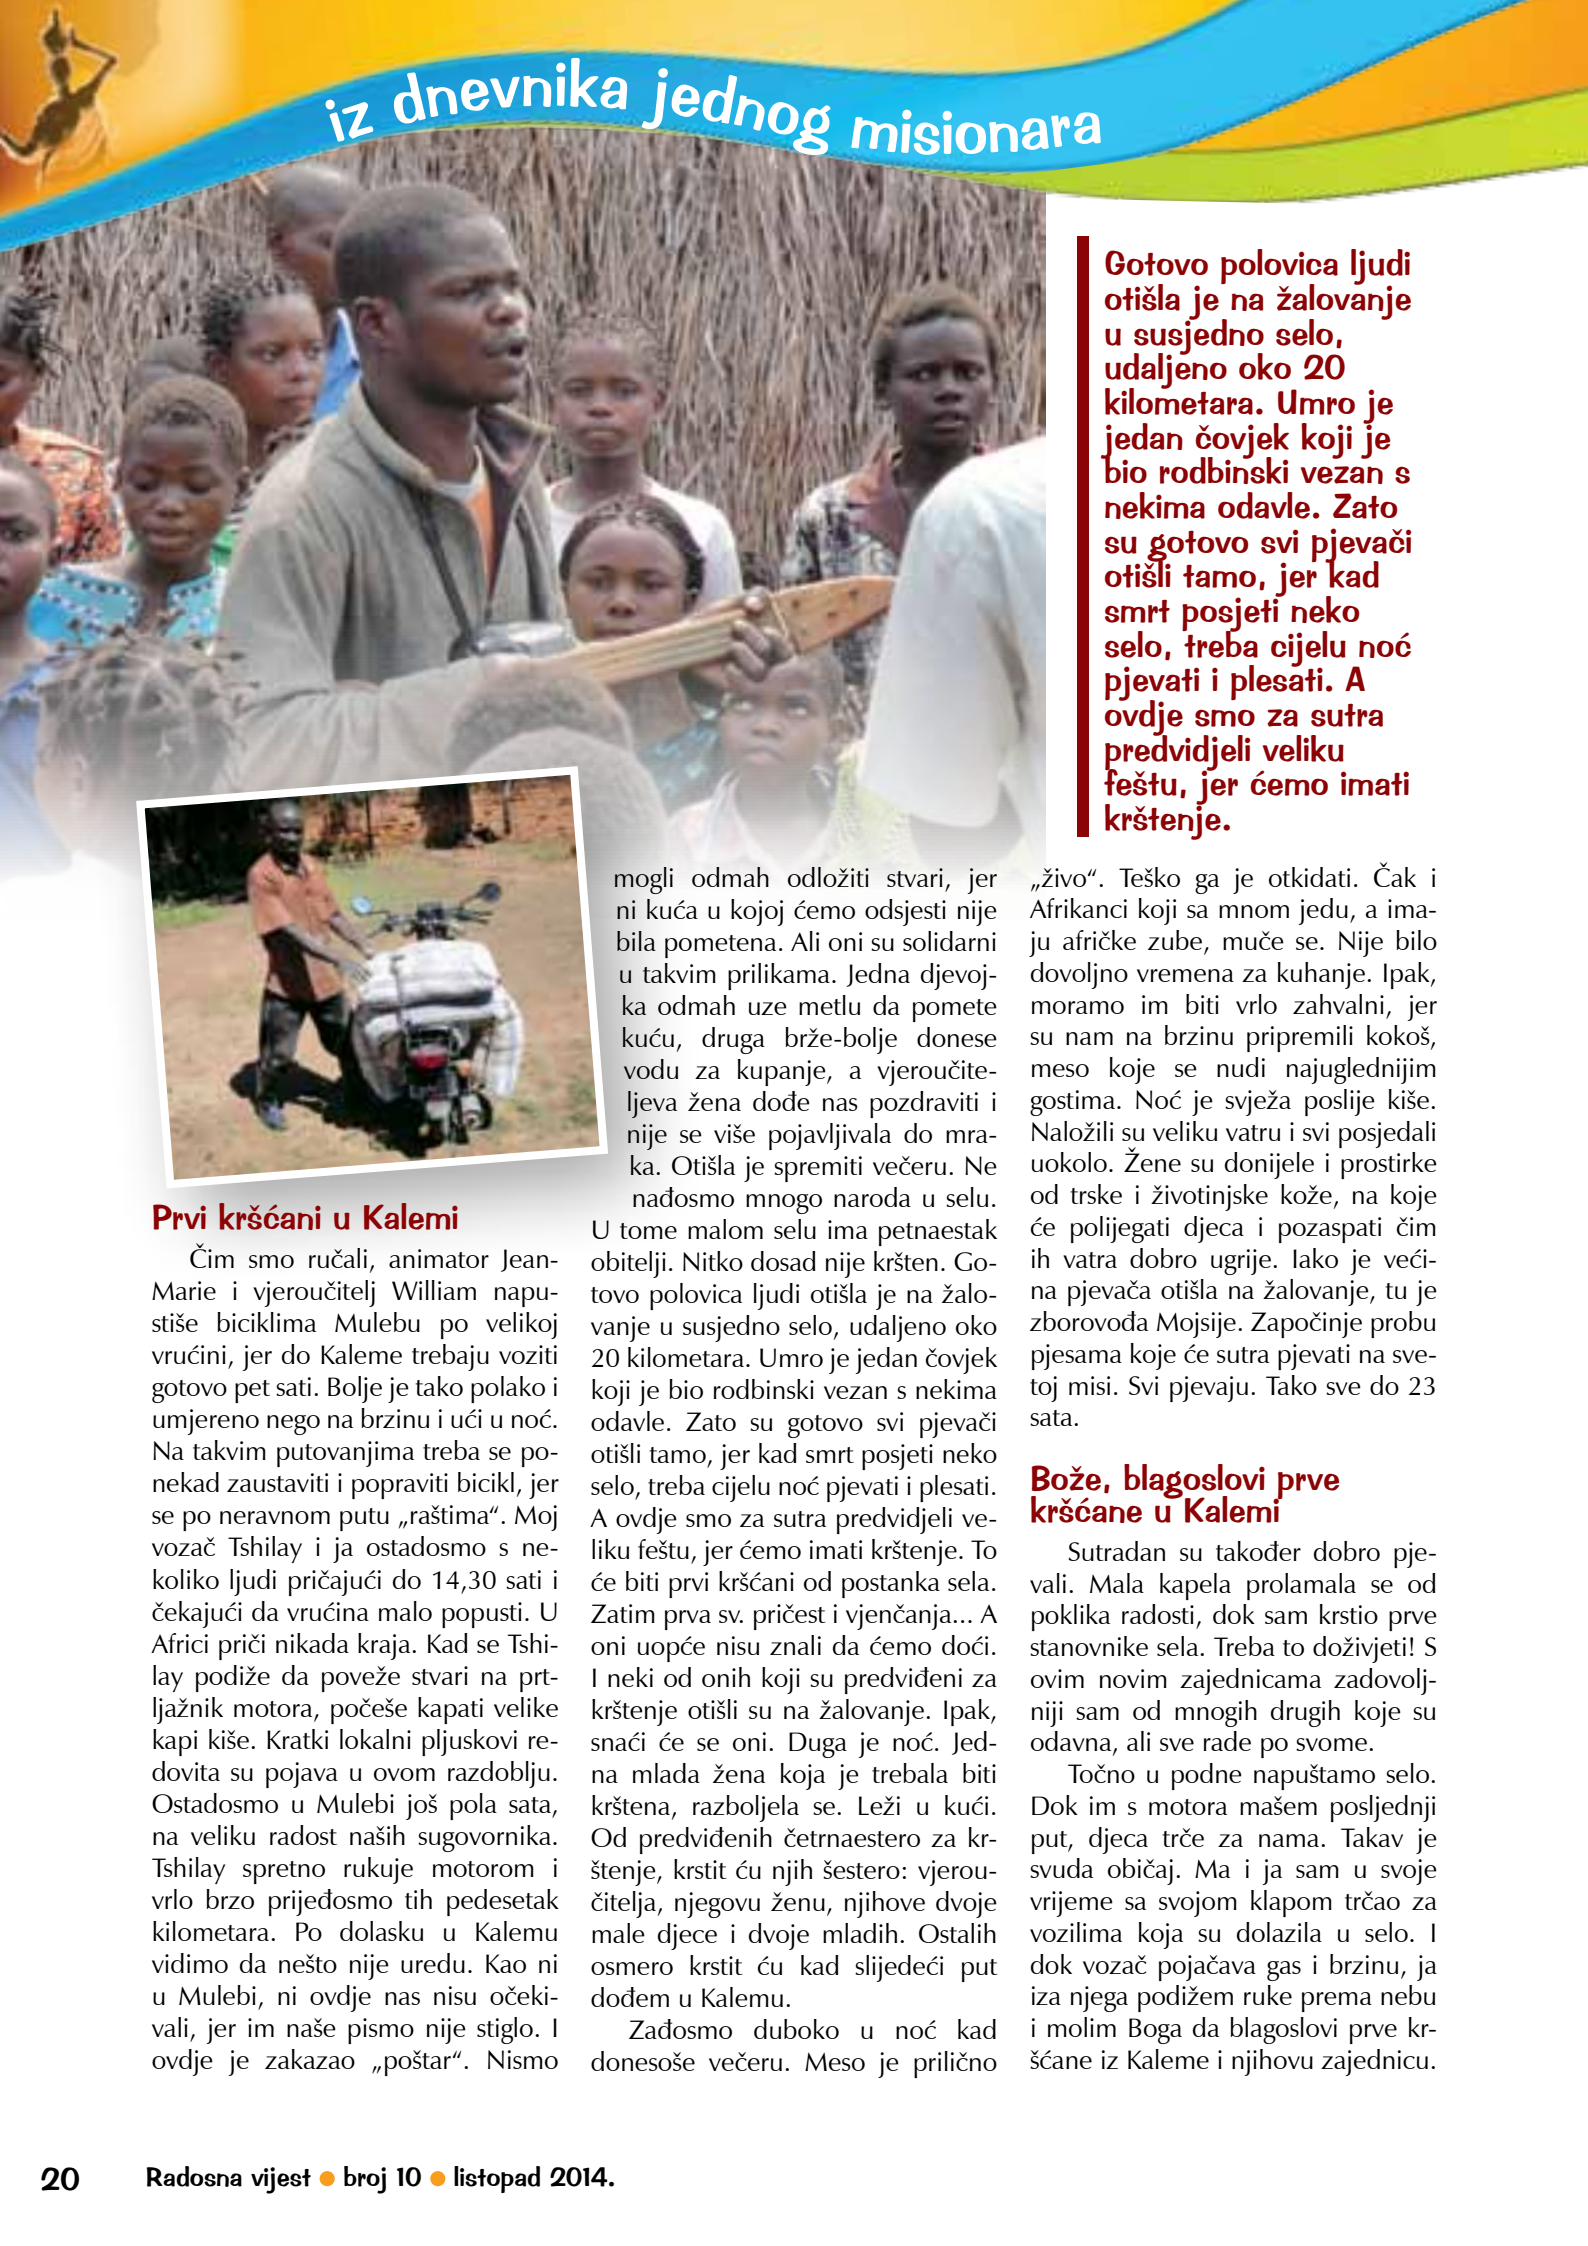 iz dnevnika jednog misionara
Gotovo polovica ljudi
otišla je na žalovanje
u susjedno selo,
udaljeno oko 20
kilometara. Umro je
jedan čovjek koji je
bio rodbinski vezan s
nekima odavle. Zato
su gotovo svi pjevači
otišli tamo, jer kad
smrt posjeti neko
selo, treba cijelu noć
pjevati i plesati. A
ovdje smo za sutra
predvidjeli veliku
feštu, jer ćemo imati
krštenje.
Prvi kršćani u Kalemi
Čim smo ručali, animator Jean-
Marie i vjeroučitelj William napu-
stiše biciklima Mulebu po velikoj
vrućini, jer do Kaleme trebaju voziti
gotovo pet sati. Bolje je tako polako i
umjereno nego na brzinu i ući u noć.
Na takvim putovanjima treba se po-
nekad zaustaviti i popraviti bicikl, jer
se po neravnom putu „raštima“. Moj
vozač Tshilay i ja ostadosmo s ne-
koliko ljudi pričajući do 14,30 sati i
čekajući da vrućina malo popusti. U
Africi priči nikada kraja. Kad se Tshi-
lay podiže da poveže stvari na prt-
ljažnik motora, počeše kapati velike
kapi kiše. Kratki lokalni pljuskovi re-
dovita su pojava u ovom razdoblju.
Ostadosmo u Mulebi još pola sata,
na veliku radost naših sugovornika.
Tshilay spretno rukuje motorom i
vrlo brzo prijeđosmo tih pedesetak
kilometara. Po dolasku u Kalemu
vidimo da nešto nije uredu. Kao ni
u Mulebi, ni ovdje nas nisu očeki-
vali, jer im naše pismo nije stiglo. I
ovdje je zakazao „poštar“. Nismo
mogli odmah odložiti stvari, jer
ni kuća u kojoj ćemo odsjesti nije
bila pometena. Ali oni su solidarni
u takvim prilikama. Jedna djevoj-
ka odmah uze metlu da pomete
kuću, druga brže-bolje donese
vodu za kupanje, a vjeroučite-
ljeva žena dođe nas pozdraviti i
nije se više pojavljivala do mra-
ka. Otišla je spremiti večeru. Ne
nađosmo mnogo naroda u selu.
U tome malom selu ima petnaestak
obitelji. Nitko dosad nije kršten. Go-
tovo polovica ljudi otišla je na žalo-
vanje u susjedno selo, udaljeno oko
20 kilometara. Umro je jedan čovjek
koji je bio rodbinski vezan s nekima
odavle. Zato su gotovo svi pjevači
otišli tamo, jer kad smrt posjeti neko
selo, treba cijelu noć pjevati i plesati.
A ovdje smo za sutra predvidjeli ve-
liku feštu, jer ćemo imati krštenje. To
će biti prvi kršćani od postanka sela.
Zatim prva sv. pričest i vjenčanja... A
oni uopće nisu znali da ćemo doći.
I neki od onih koji su predviđeni za
krštenje otišli su na žalovanje. Ipak,
snaći će se oni. Duga je noć. Jed-
na mlada žena koja je trebala biti
krštena, razboljela se. Leži u kući.
Od predviđenih četrnaestero za kr-
štenje, krstit ću njih šestero: vjerou-
čitelja, njegovu ženu, njihove dvoje
male djece i dvoje mladih. Ostalih
osmero krstit ću kad slijedeći put
dođem u Kalemu.
Zađosmo duboko u noć kad
donesoše večeru. Meso je prilično
„živo“. Teško ga je otkidati. Čak i
Afrikanci koji sa mnom jedu, a ima-
ju afričke zube, muče se. Nije bilo
dovoljno vremena za kuhanje. Ipak,
moramo im biti vrlo zahvalni, jer
su nam na brzinu pripremili kokoš,
meso koje se nudi najuglednijim
gostima. Noć je svježa poslije kiše.
Naložili su veliku vatru i svi posjedali
uokolo. Žene su donijele i prostirke
od trske i životinjske kože, na koje
će polijegati djeca i pozaspati čim
ih vatra dobro ugrije. Iako je veći-
na pjevača otišla na žalovanje, tu je
zborovođa Mojsije. Započinje probu
pjesama koje će sutra pjevati na sve-
toj misi. Svi pjevaju. Tako sve do 23
sata.
Bože, blagoslovi prve
kršćane u Kalemi
Sutradan su također dobro pje-
vali. Mala kapela prolamala se od
poklika radosti, dok sam krstio prve
stanovnike sela. Treba to doživjeti! S
ovim novim zajednicama zadovolj-
niji sam od mnogih drugih koje su
odavna, ali sve rade po svome.
Točno u podne napuštamo selo.
Dok im s motora mašem posljednji
put, djeca trče za nama. Takav je
svuda običaj. Ma i ja sam u svoje
vrijeme sa svojom klapom trčao za
vozilima koja su dolazila u selo. I
dok vozač pojačava gas i brzinu, ja
iza njega podižem ruke prema nebu
i molim Boga da blagoslovi prve kr-
šćane iz Kaleme i njihovu zajednicu.
20 Radosna vijest ● broj 10 ● listopad 2014.